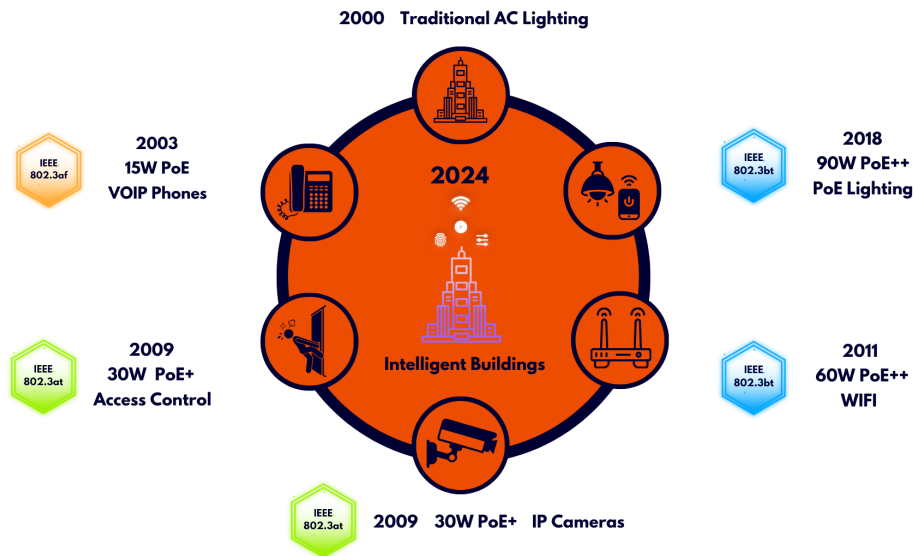 2000 Traditional AC Lighting
IEEE
802.3af
2003
15W PoE
VOIP Phones
2024
Intelligent Buildings
IEEE
802.3bt
2018
90W PoE++
PoE Lighting
IEEE
802.3at
2009
30W PoE+
Access Control
IEEE
802.3bt
2011
60W PoE++
WIFI
IEEE
802.3at
2009 30W PoE+ IP Cameras